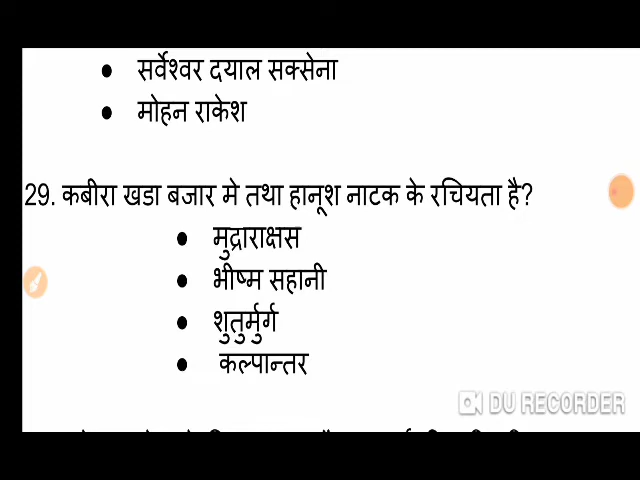 • सर्वेश्वर दयाल सक्सेना
• मोहन राकेश
29. कबीरा खडा बजार मे तथा हानूश नाटक के रचियता है?
• मुद्राराक्षस
• भीष्म सहानी
• शुतुर्मुर्ग
• कल्पान्तर
DU RECORDER